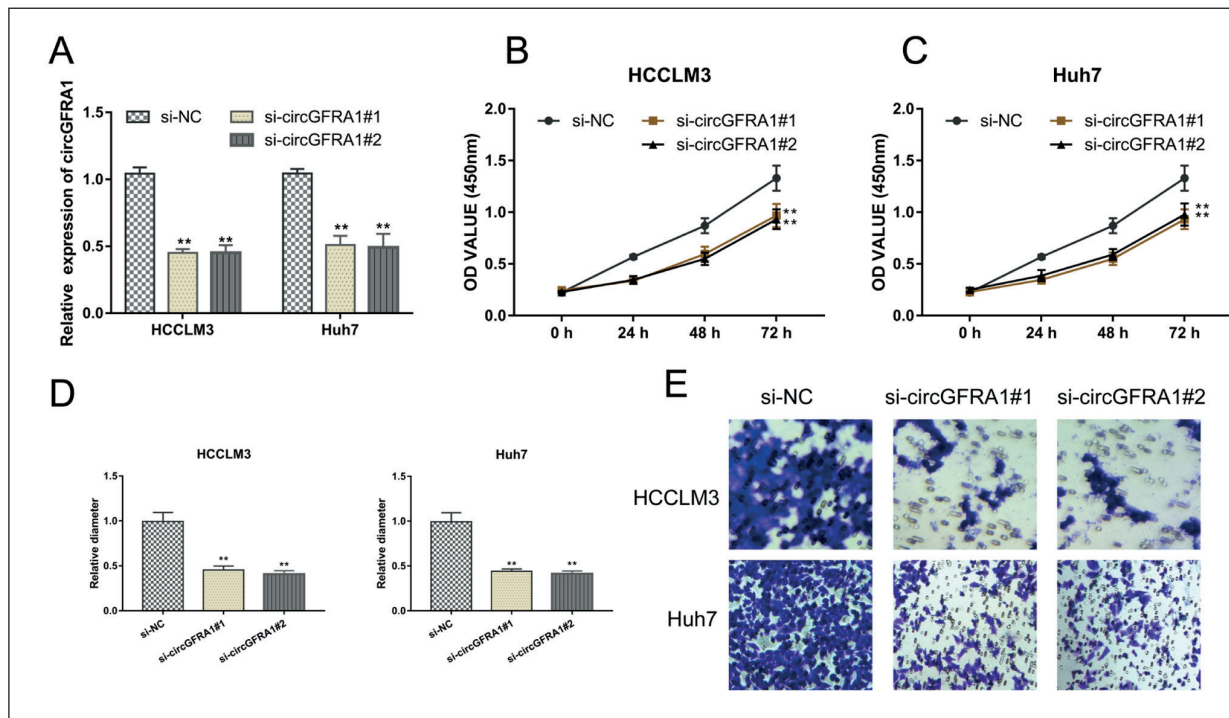 A
Relative expression of circGFRA1
si-NC
si-circGFRA1#1
si-circGFRA1#2
1.5
1.0
0.5
0.0
** **
** **
HCCLM3
Huh7
B
HCCLM3
OD VALUE (450nm)
si-NC
si-circGFRA1#1
si-circGFRA1#2
2.0
1.5
1.0
0.5
0.0
**
**
0 h 24 h 48 h 72 h
C
Huh7
OD VALUE (450nm)
si-NC
si-circGFRA1#1
si-circGFRA1#2
2.0
1.5
1.0
0.5
0.0
**
**
0 h 24 h 48 h 72 h
D
HCCLM3
Relative diameter
1.5
1.0
0.5
0.0
** **
si-NC
si-circGFRA1#1
si-circGFRA1#2
Huh7
Relative diameter
1.5
1.0
0.5
0.0
** **
si-NC
si-circGFRA1#1
si-circGFRA1#2
E
si-NC si-circGFRA1#1 si-circGFRA1#2
HCCLM3
Huh7